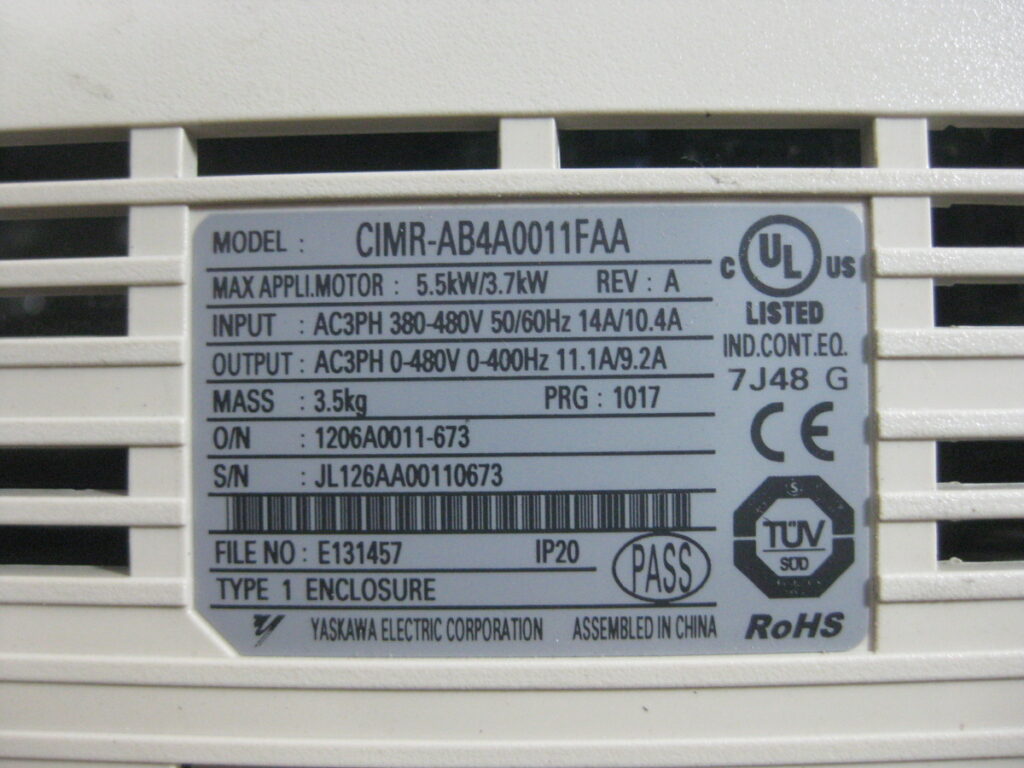 MODEL : CIMR-AB4A0011FAA
MAX APPLI.MOTOR : 5.5kW/3.7kW REV : A
INPUT : AC3PH 380-480V 50/60Hz 14A/10.4A
OUTPUT : AC3PH 0-480V 0-400Hz 11.1A/9.2A
MASS : 3.5kg PRG : 1017
O/N : 1206A0011-673
S/N : JL126AA00110673
FILE NO : E131457 IP20
PASS
TYPE 1 ENCLOSURE
YASKAWA ELECTRIC CORPORATION ASSEMBLED IN CHINA
C UL US
LISTED
IND.CONT.EQ.
7J48 G
CE
S
TÜV
SÜD
RoHS